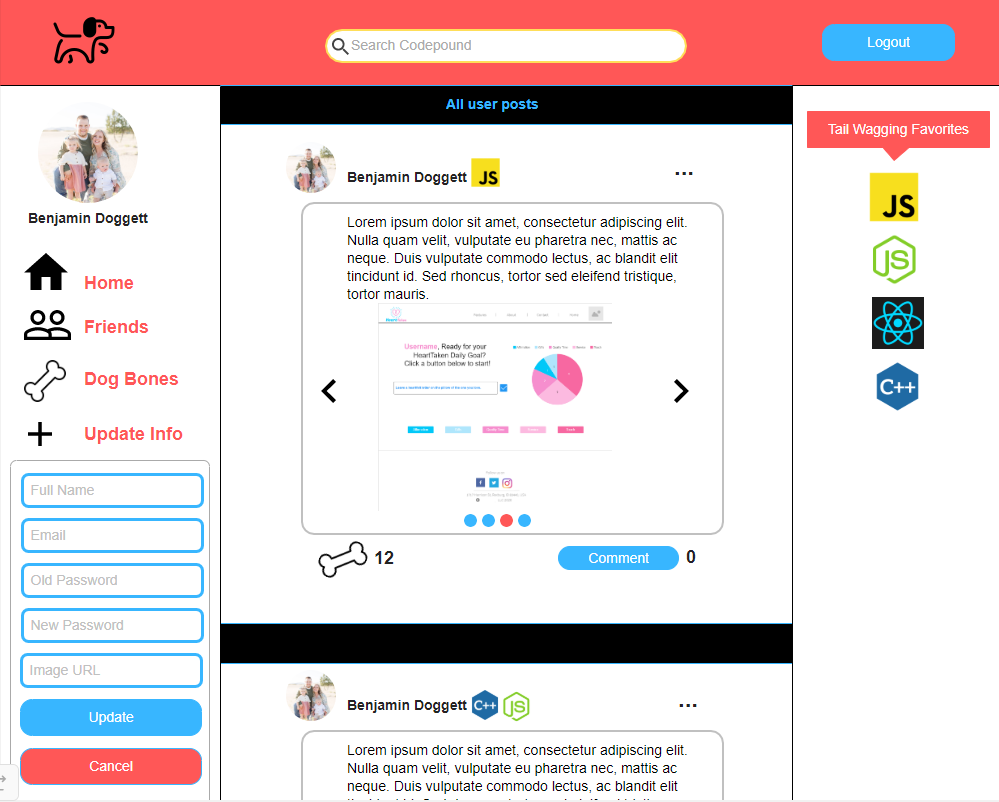 Search Codepound
Logout
Benjamin Doggett
Home
Friends
Dog Bones
Update Info
Full Name
Email
Old Password
New Password
Image URL
Update
Cancel
All user posts
Benjamin Doggett JS
...
Lorem ipsum dolor sit amet, consectetur adipiscing elit.
Nulla quam velit, vulputate eu pharetra nec, mattis ac
neque. Duis vulputate commodo lectus, ac blandit elit
tincidunt id. Sed rhoncus, tortor sed eleifend tristique,
tortor mauris.
Username, Ready for your
HeartTaken Daily Goal?
Click a button below to start!
12
Comment 0
Benjamin Doggett C++ JS
...
Lorem ipsum dolor sit amet, consectetur adipiscing elit.
Nulla quam velit, vulputate eu pharetra nec, mattis ac
neque. Duis vulputate commodo lectus, ac blandit elit
Tail Wagging Favorites
JS
JS
C++